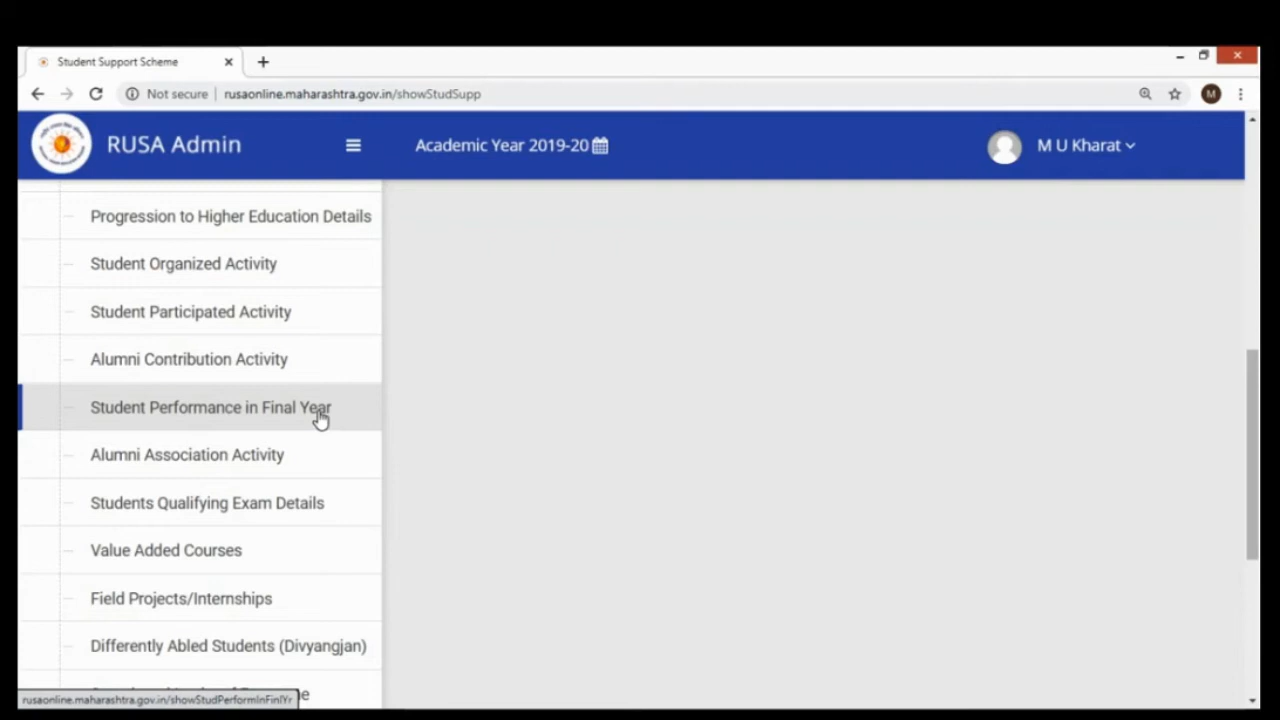 Student Support Scheme
Not secure | rusaonline.maharashtra.gov.in/showStudSupp
M
RUSA Admin
Academic Year 2019-20
M U Kharat
Progression to Higher Education Details
Student Organized Activity
Student Participated Activity
Alumni Contribution Activity
Student Performance in Final Year
Alumni Association Activity
Students Qualifying Exam Details
Value Added Courses
Field Projects/Internships
Differently Abled Students (Divyangjan)
rusaonline.maharashtra.gov.in/showStudPerformInFinlYr